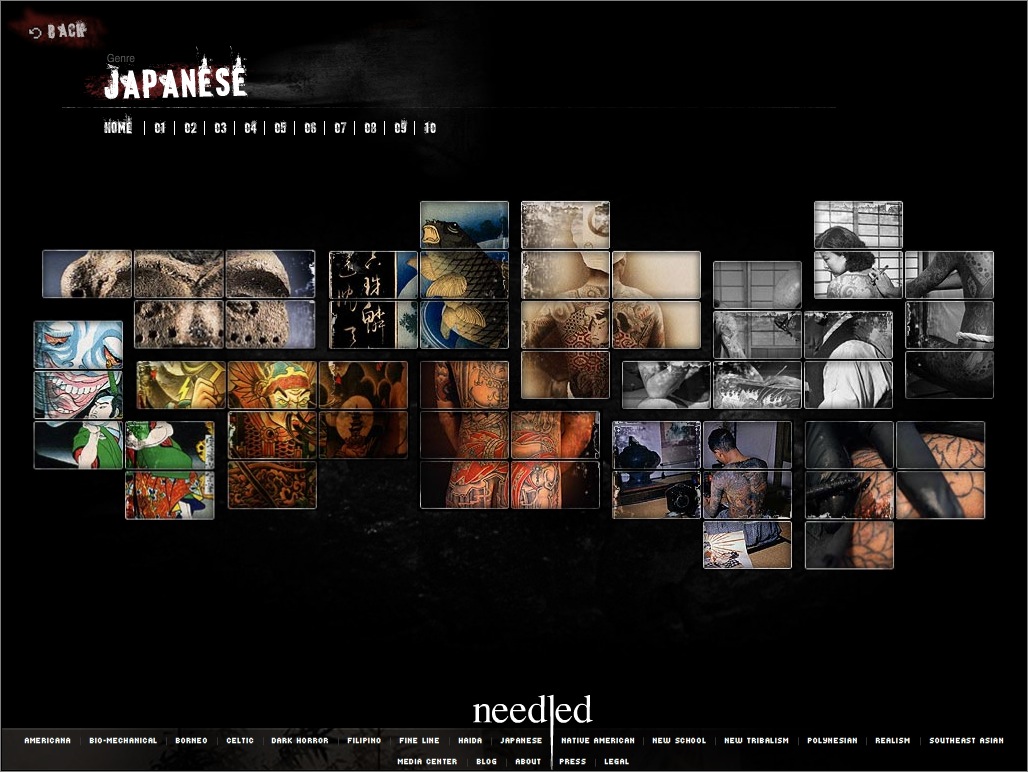 BACK
Genre
JAPANESE
HOME | 01 | 02 | 03 | 04 | 05 | 06 | 07 | 08 | 09 | 10
needled
AMERICANA | BIO-MECHANICAL | BORNEO | CELTIC | DARK HORROR | FILIPINO | FINE LINE | HAIDA | JAPANESE | NATIVE AMERICAN | NEW SCHOOL | NEW TRIBALISM | POLYNESIAN | REALISM | SOUTHEAST ASIAN
MEDIA CENTER | BLOG | ABOUT | PRESS | LEGAL